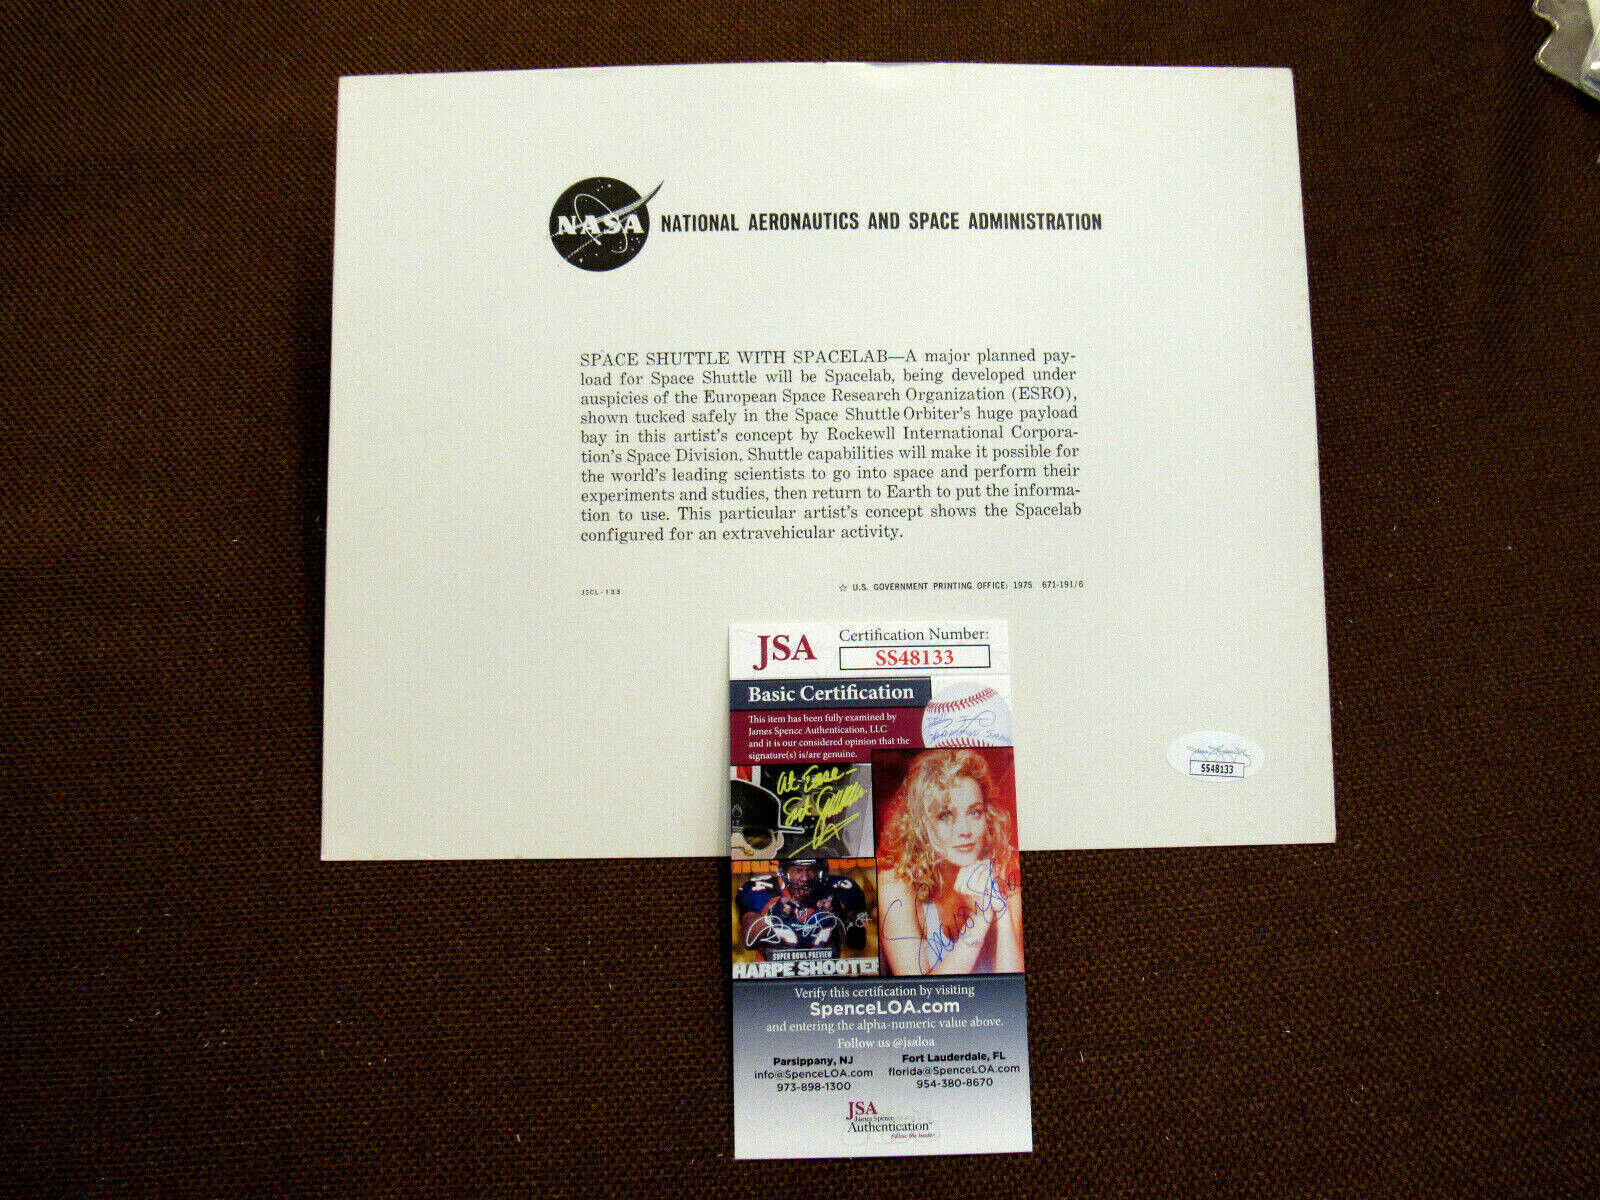 NASA
NATIONAL AERONAUTICS AND SPACE ADMINISTRATION
SPACE SHUTTLE WITH SPACELAB—A major planned pay-
load for Space Shuttle will be Spacelab, being developed under
auspicies of the European Space Research Organization (ESRO),
shown tucked safely in the Space Shuttle Orbiter's huge payload
bay in this artist's concept by Rockewll International Corpora-
tion's Space Division. Shuttle capabilities will make it possible for
the world's leading scientists to go into space and perform their
experiments and studies, then return to Earth to put the informa-
tion to use. This particular artist's concept shows the Spacelab
configured for an extravehicular activity.
JSCL-133
☆ U.S. GOVERNMENT PRINTING OFFICE: 1975 671-191/6
JSA
Certification Number:
SS48133
Basic Certification
This item has been fully examined by
James Spence Authentication, LLC
and it is our considered opinion that the
signature(s) is/are genuine.
SS48133
At Ease -
14
84
SUPER BOWL PREVIEW
HARPE SHOOTER
Verify this certification by visiting
SpenceLOA.com
and entering the alpha-numeric value above.
Follow us @jsaloa
Parsippany, NJ
info@SpenceLOA.com
973-898-1300
Fort Lauderdale, FL
florida@SpenceLOA.com
954-380-8670
JSA
James Spence
Authentication™
follow the leader